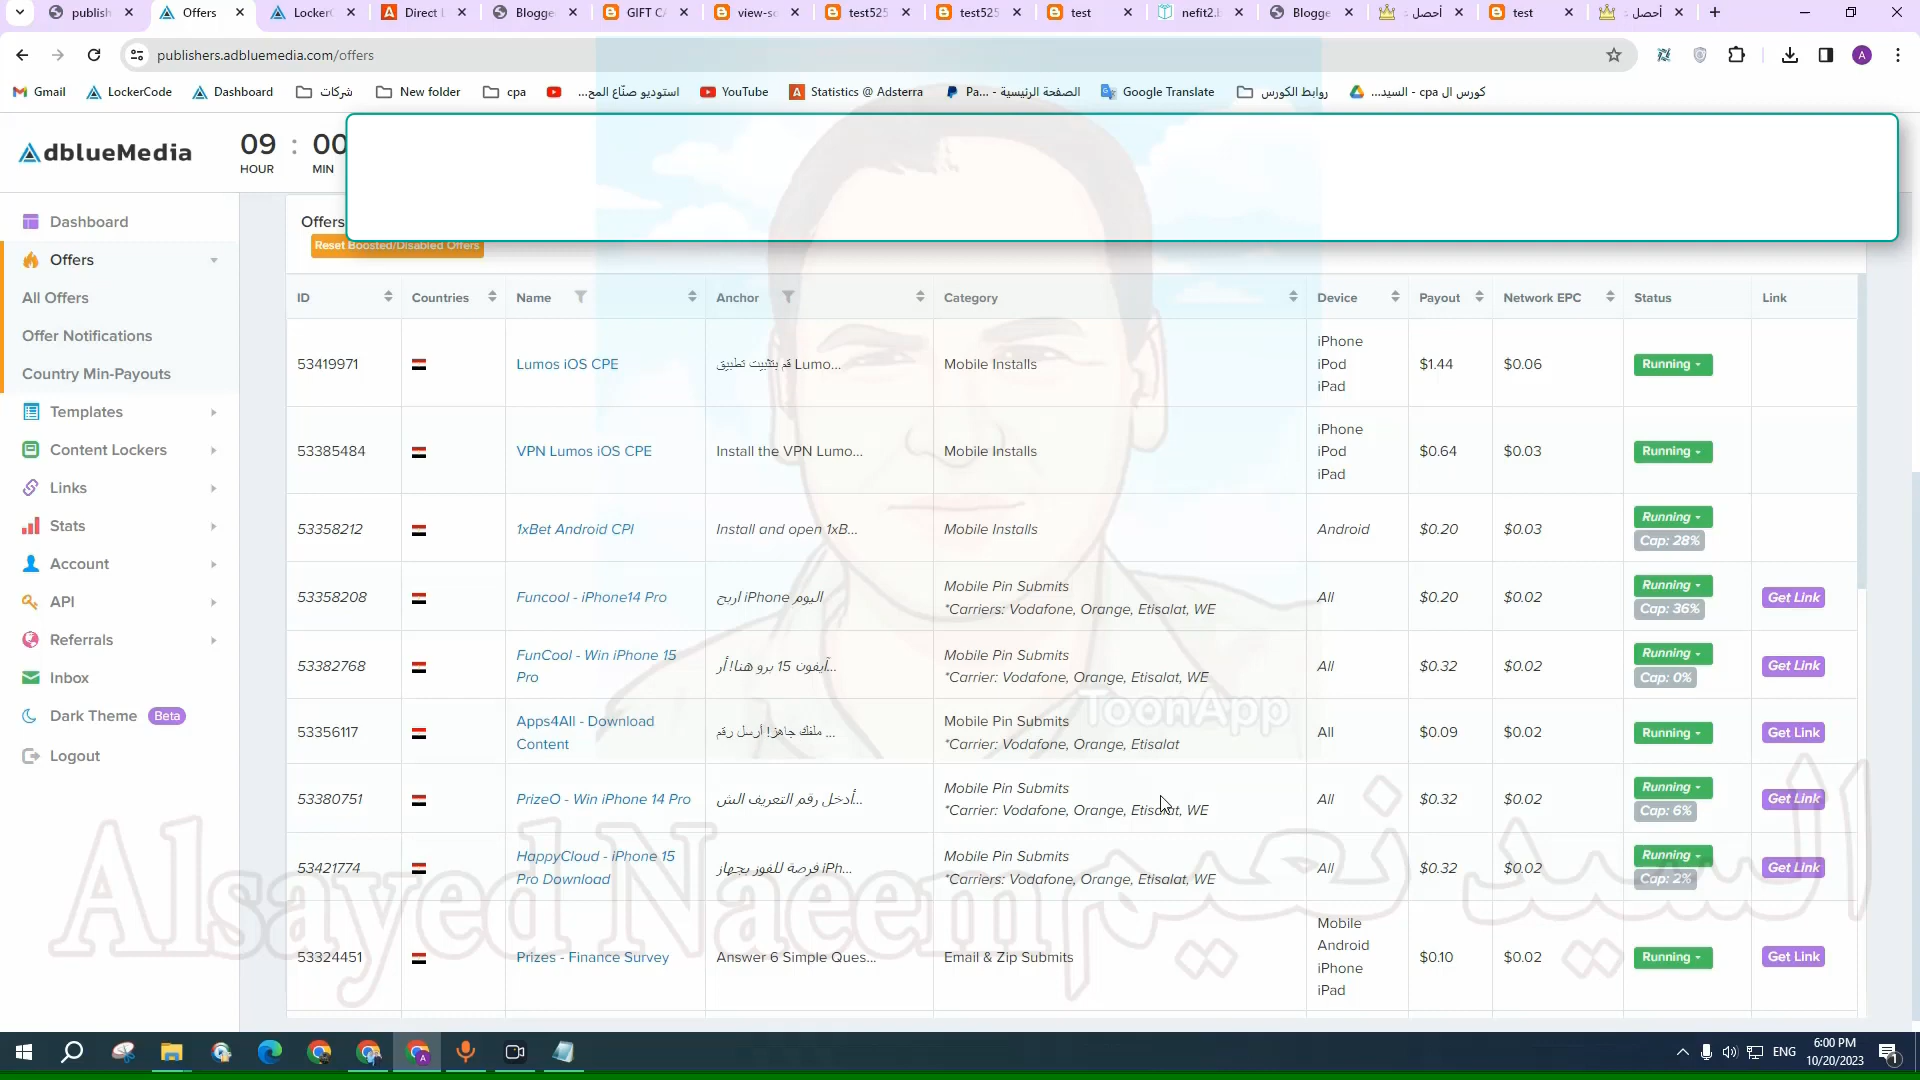 publish
Offers
Locker
Direct L
Blogge
GIFT C
view-s
test525
test525
test
nefit2.b
Blogge
أحصل
test
أحصل
publishers.adbluemedia.com/offers
A
Gmail
LockerCode
Dashboard
شركات
New folder
cpa
استوديو صنّاع المح...
YouTube
Statistics @ Adsterra
الصفحة الرئيسية - Pa...
Google Translate
روابط الكورس
كورس ال cpa - السيد...
AdblueMedia
09 : 00
HOUR MIN
Dashboard
Offers
All Offers
Offer Notifications
Country Min-Payouts
Templates
Content Lockers
Links
Stats
Account
API
Referrals
Inbox
Dark Theme Beta
Logout
Offers
Reset Boosted/Disabled Offers
ID Countries Name Anchor Category Device Payout Network EPC Status Link
53419971 Lumos iOS CPE قم بتثبيت تطبيق Lumo... Mobile Installs iPhone iPod iPad $1.44 $0.06 Running
53385484 VPN Lumos iOS CPE Install the VPN Lumo... Mobile Installs iPhone iPod iPad $0.64 $0.03 Running
53358212 1xBet Android CPI Install and open 1xB... Mobile Installs Android $0.20 $0.03 Running Cap: 28%
53358208 Funcool - iPhone14 Pro اربح iPhone اليوم Mobile Pin Submits *Carriers: Vodafone, Orange, Etisalat, WE All $0.20 $0.02 Running Cap: 36% Get Link
53382768 FunCool - Win iPhone 15 Pro آيفون 15 برو هنا! أر... Mobile Pin Submits *Carrier: Vodafone, Orange, Etisalat, WE All $0.32 $0.02 Running Cap: 0% Get Link
53356117 Apps4All - Download Content ملفك جاهز! أرسل رقم ... Mobile Pin Submits *Carrier: Vodafone, Orange, Etisalat All $0.09 $0.02 Running Get Link
53380751 PrizeO - Win iPhone 14 Pro أدخل رقم التعريف الش... Mobile Pin Submits *Carrier: Vodafone, Orange, Etisalat, WE All $0.32 $0.02 Running Cap: 6% Get Link
53421774 HappyCloud - iPhone 15 Pro Download فرصة للفوز بجهاز iPh... Mobile Pin Submits *Carriers: Vodafone, Orange, Etisalat, WE All $0.32 $0.02 Running Cap: 2% Get Link
53324451 Prizes - Finance Survey Answer 6 Simple Ques... Email & Zip Submits Mobile Android iPhone iPad $0.10 $0.02 Running Get Link
ToonApp
Alsayed Naeem السيد نعيم
ENG
6:00 PM
10/20/2023
1